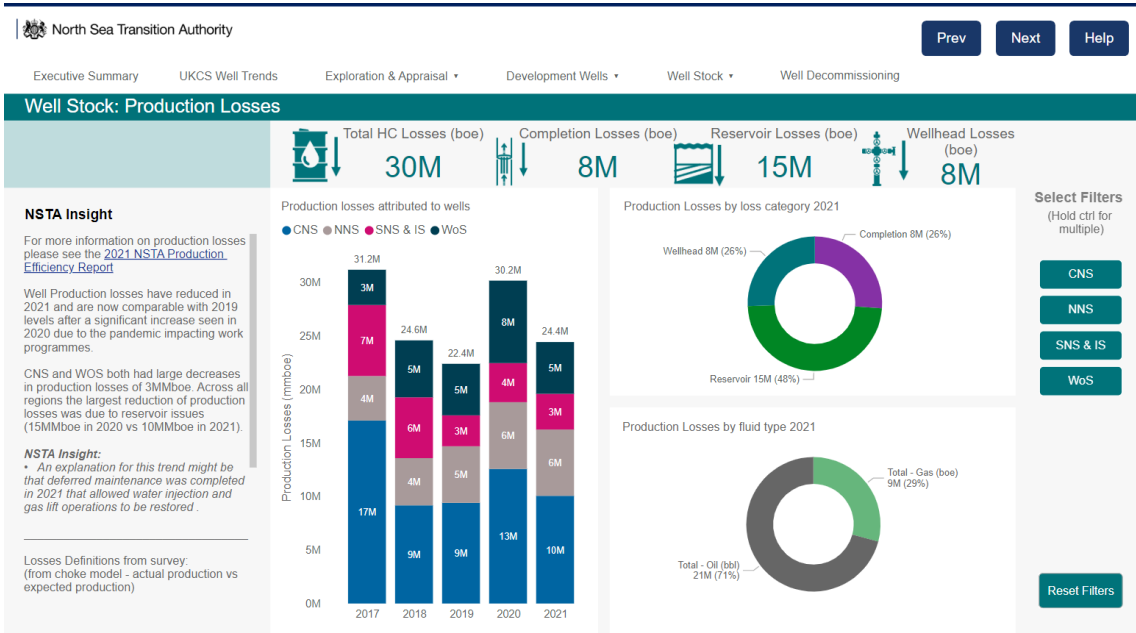 North Sea Transition Authority
Prev
Next
Help
Executive Summary
UKCS Well Trends
Exploration & Appraisal
Development Wells
Well Stock
Well Decommissioning
Well Stock: Production Losses
Total HC Losses (boe)
30M
Completion Losses (boe)
8M
Reservoir Losses (boe)
15M
Wellhead Losses
(boe)
8M
NSTA Insight
For more information on production losses
please see the 2021 NSTA Production
Efficiency Report
Well Production losses have reduced in
2021 and are now comparable with 2019
levels after a significant increase seen in
2020 due to the pandemic impacting work
programmes.
CNS and WOS both had large decreases
in production losses of 3MMboe. Across all
regions the largest reduction of production
losses was due to reservoir issues
(15MMboe in 2020 vs 10MMboe in 2021).
NSTA Insight:
• An explanation for this trend might be
that deferred maintenance was completed
in 2021 that allowed water injection and
gas lift operations to be restored .
Losses Definitions from survey:
(from choke model - actual production vs
expected production)
Production losses attributed to wells
CNS NNS SNS & IS WoS
Production Losses (mmboe)
30M
25M
20M
15M
10M
5M
0M
31.2M
3M
7M
4M
17M
2017
24.6M
5M
6M
4M
9M
2018
22.4M
5M
3M
5M
9M
2019
30.2M
8M
4M
6M
13M
2020
24.4M
5M
3M
6M
10M
2021
Production Losses by loss category 2021
Wellhead 8M (26%)
Completion 8M (26%)
Reservoir 15M (48%)
Production Losses by fluid type 2021
Total - Gas (boe)
9M (29%)
Total - Oil (bbl)
21M (71%)
Select Filters
(Hold ctrl for
multiple)
CNS
NNS
SNS & IS
WoS
Reset Filters